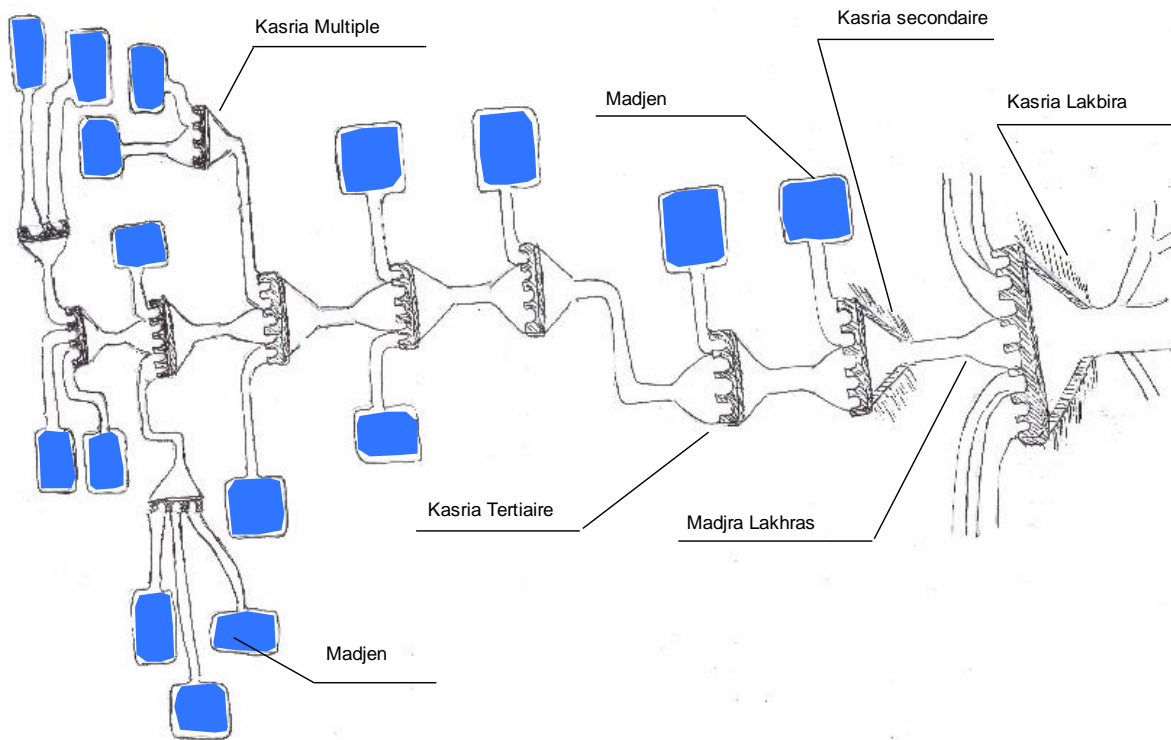 Kasria secondaire
Kasria Multiple
Madjen
Kasria Lakbira
Kasria Tertiaire
Madjra Lakhras
Madjen